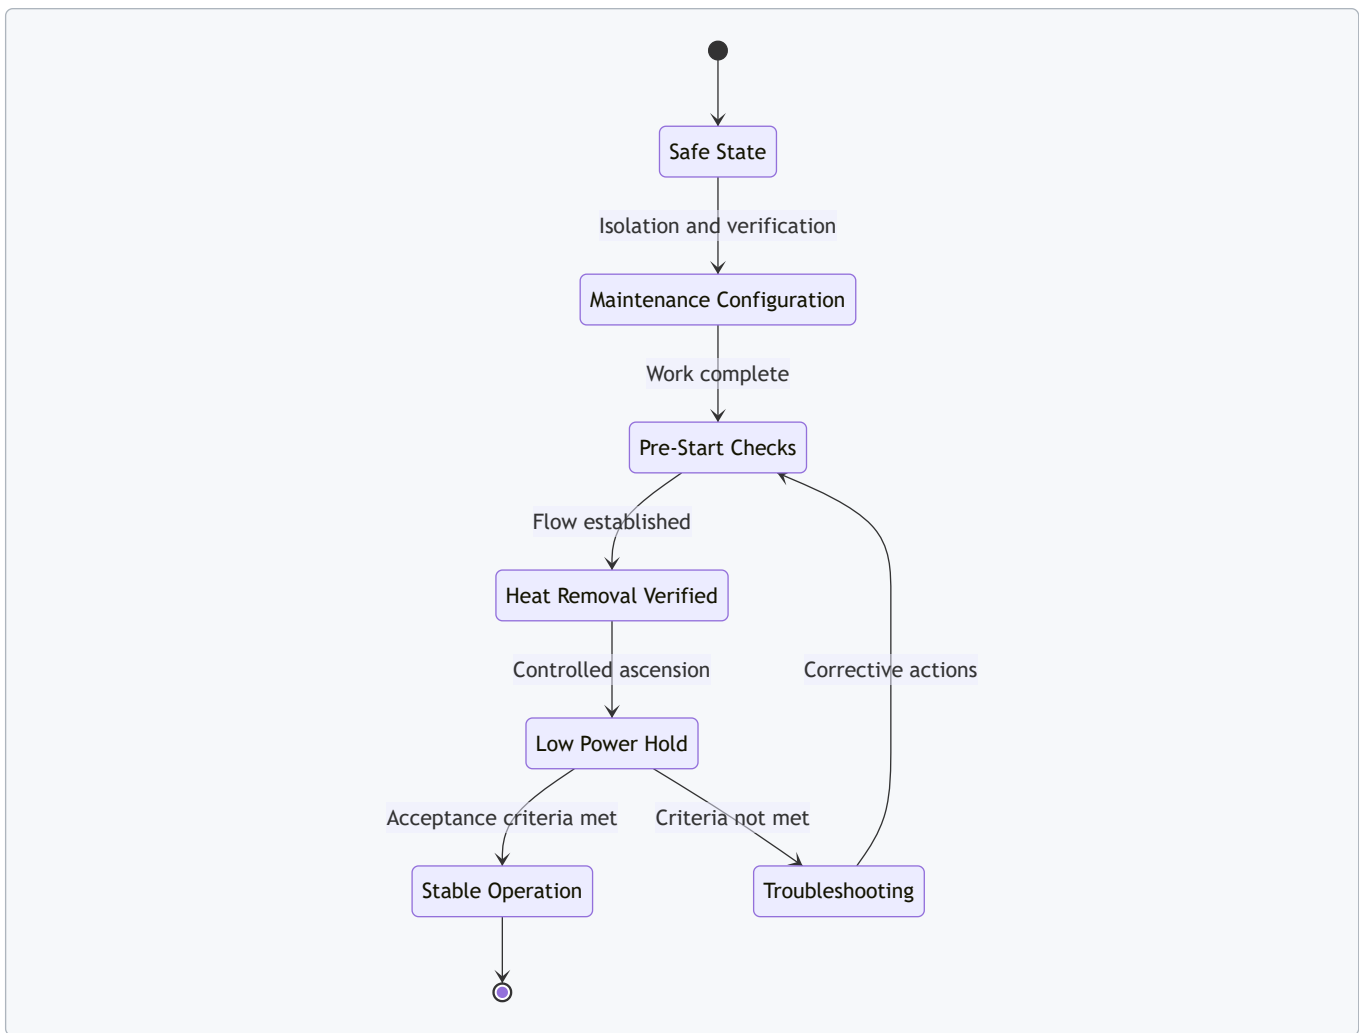 Safe State
Isolation and verification
Maintenance Configuration
Work complete
Pre-Start Checks
Flow established
Heat Removal Verified
Controlled ascension
Corrective actions
Low Power Hold
Acceptance criteria met
Criteria not met
Stable Operation
Troubleshooting